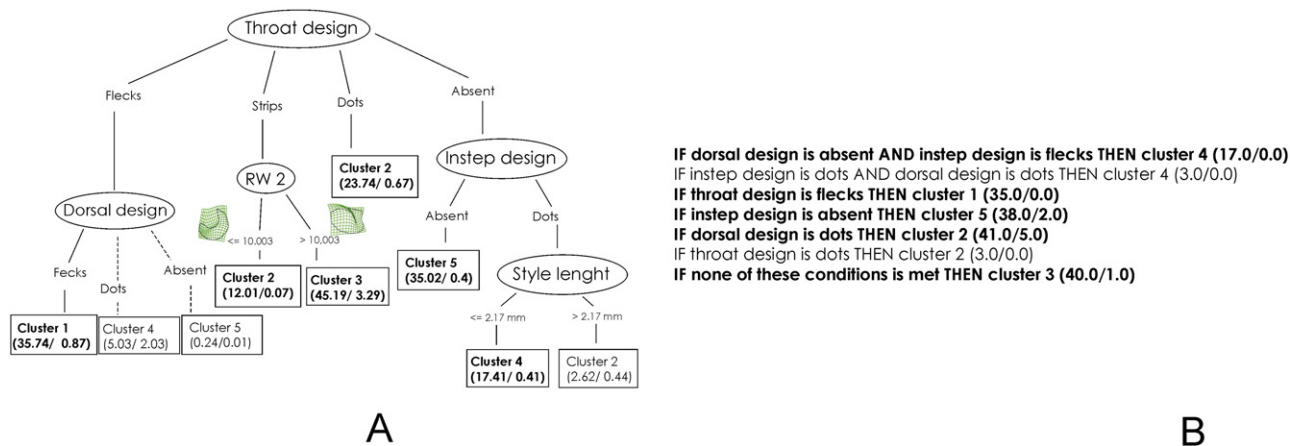 Throat design
Flecks
Strips
Dots
Absent
Cluster 2
(23.74/ 0.67)
Instep design
RW 2
Dorsal design
<= 10,003
> 10,003
Absent
Dots
Fecks
Dots
Absent
Cluster 2
(12.01/0.07)
Cluster 3
(45.19/ 3.29)
Cluster 5
(35.02/ 0.4)
Style lenght
<= 2.17 mm
> 2.17 mm
Cluster 1
(35.74/ 0.87)
Cluster 4
(5.03/ 2.03)
Cluster 5
(0.24/0.01)
Cluster 4
(17.41/ 0.41)
Cluster 2
(2.62/ 0.44)
A
IF dorsal design is absent AND instep design is flecks THEN cluster 4 (17.0/0.0)
IF instep design is dots AND dorsal design is dots THEN cluster 4 (3.0/0.0)
IF throat design is flecks THEN cluster 1 (35.0/0.0)
IF instep design is absent THEN cluster 5 (38.0/2.0)
IF dorsal design is dots THEN cluster 2 (41.0/5.0)
IF throat design is dots THEN cluster 2 (3.0/0.0)
IF none of these conditions is met THEN cluster 3 (40.0/1.0)
B